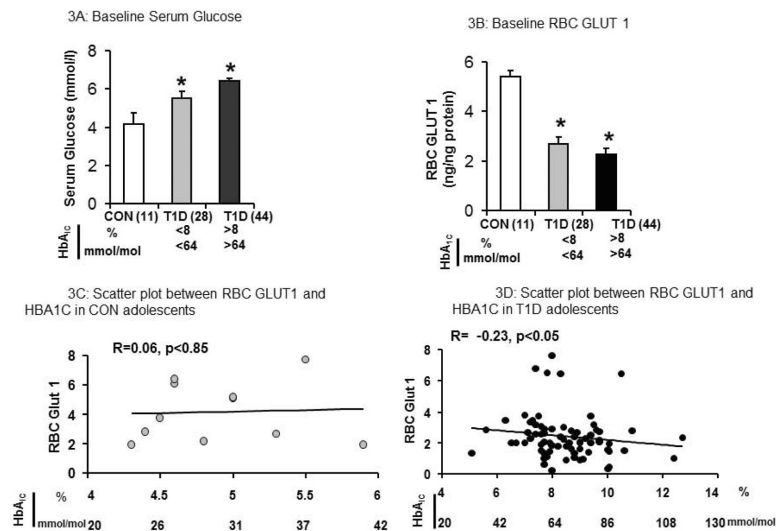 3A: Baseline Serum Glucose
Serum Glucose (mmol/l)
8
6
4
2
0
*
*
CON (11) T1D (28) T1D (44)
HbA1C
% <8 >8
mmol/mol <64 >64
3B: Baseline RBC GLUT 1
RBC GLUT 1
(ng/ng protein)
6
4
2
0
*
*
CON (11) T1D (28) T1D (44)
HbA1C
% <8 >8
mmol/mol <64 >64
3C: Scatter plot between RBC GLUT1 and
HBA1C in CON adolescents
R=0.06, p<0.85
RBC Glut 1
8
6
4
2
0
4 4.5 5 5.5 6
HbA1C
%
mmol/mol
20 26 31 37 42
3D: Scatter plot between RBC GLUT1 and
HBA1C in T1D adolescents
R= -0.23, p<0.05
RBC Glut 1
8
6
4
2
0
4 6 8 10 12 14
HbA1C
%
20 42 64 86 108 130 mmol/mol